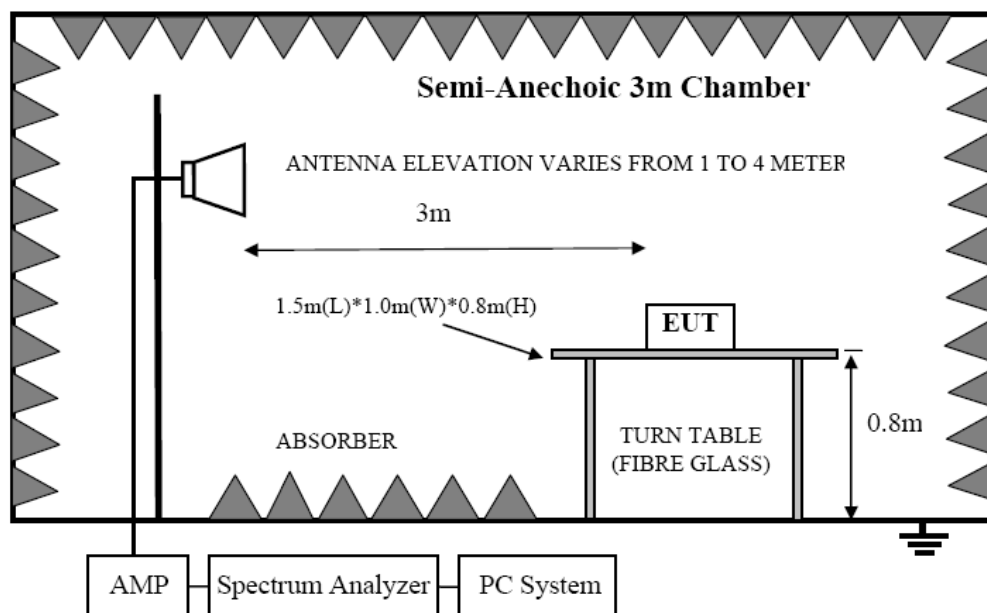 Semi-Anechoic 3m Chamber
ANTENNA ELEVATION VARIES FROM 1 TO 4 METER
3m
1.5m(L)*1.0m(W)*0.8m(H)
EUT
0.8m
ABSORBER
TURN TABLE
(FIBRE GLASS)
AMP
Spectrum Analyzer
PC System